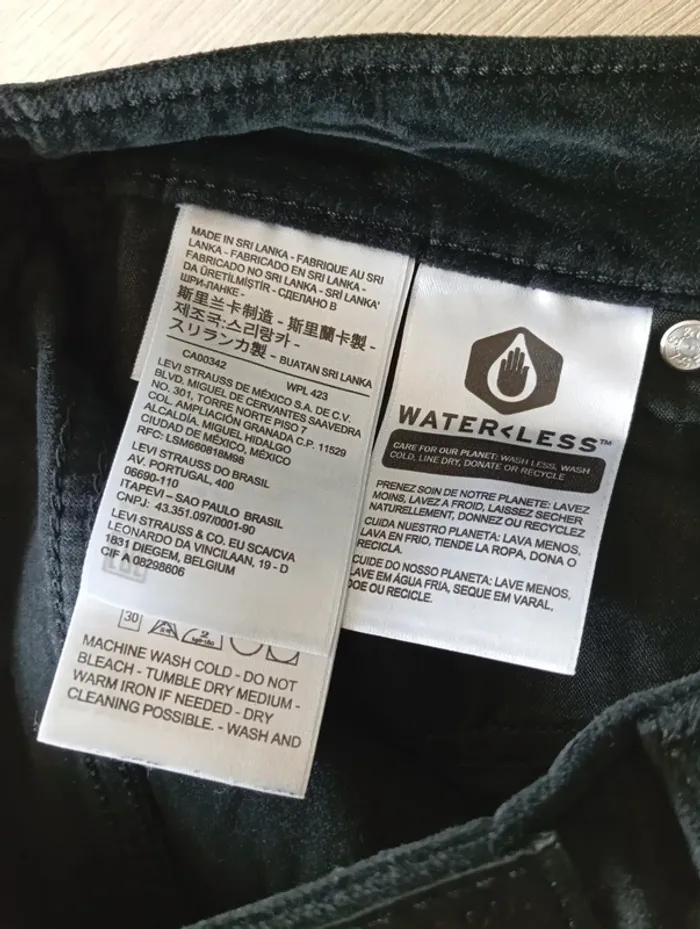 MADE IN SRI LANKA - FABRIQUE AU SRI
LANKA - FABRICADO EN SRI LANKA -
FABRICADO NO SRI LANKA - SRİ LANKA'
DA ÜRETİLMİŞTİR - СДЕЛАНО В
ШРИ-ЛАНКЕ -
斯里兰卡制造 - 斯里蘭卡製 -
제조국:스리랑카 -
スリランカ製 - BUATAN SRI LANKA
CA00342 WPL 423
LEVI STRAUSS DE MÉXICO S.A. DE C.V.
BLVD. MIGUEL DE CERVANTES SAAVEDRA
NO. 301, TORRE NORTE PISO 7
COL. AMPLIACIÓN GRANADA C.P. 11529
ALCALDÍA. MIGUEL HIDALGO
CIUDAD DE MÉXICO, MÉXICO
RFC: LSM660818M98
LEVI STRAUSS DO BRASIL
AV. PORTUGAL, 400
06690-110
ITAPEVI – SAO PAULO BRASIL
CNPJ: 43.351.097/0001-90
LEVI STRAUSS & CO. EU SCA/CVA
LEONARDO DA VINCILAAN, 19 - D
1831 DIEGEM, BELGIUM
CIF A 08298606
30
MACHINE WASH COLD - DO NOT
BLEACH - TUMBLE DRY MEDIUM -
WARM IRON IF NEEDED - DRY
CLEANING POSSIBLE. - WASH AND
WATER<LESS™
CARE FOR OUR PLANET: WASH LESS, WASH
COLD, LINE DRY, DONATE OR RECYCLE
PRENEZ SOIN DE NOTRE PLANETE: LAVEZ
MOINS, LAVEZ A FROID, LAISSEZ SECHER
NATURELLEMENT, DONNEZ OU RECYCLEZ
CUIDA NUESTRO PLANETA: LAVA MENOS,
LAVA EN FRIO, TIENDE LA ROPA, DONA O
RECICLA.
CUIDE DO NOSSO PLANETA: LAVE MENOS,
LAVE EM ÁGUA FRIA, SEQUE EM VARAL,
DOE OU RECICLE.